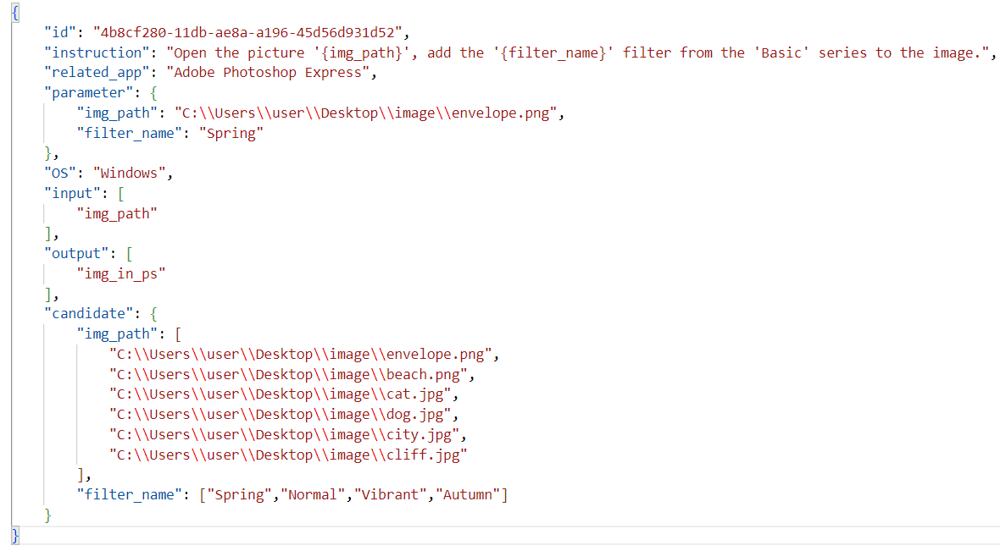 {
    "id": "4b8cf280-11db-ae8a-a196-45d56d931d52",
    "instruction": "Open the picture '{img_path}', add the '{filter_name}' filter from the 'Basic' series to the image.",
    "related_app": "Adobe Photoshop Express",
    "parameter": {
        "img_path": "C:\\Users\\user\\Desktop\\image\\envelope.png",
        "filter_name": "Spring"
    },
    "OS": "Windows",
    "input": [
        "img_path"
    ],
    "output": [
        "img_in_ps"
    ],
    "candidate": {
        "img_path": [
            "C:\\Users\\user\\Desktop\\image\\envelope.png",
            "C:\\Users\\user\\Desktop\\image\\beach.png",
            "C:\\Users\\user\\Desktop\\image\\cat.jpg",
            "C:\\Users\\user\\Desktop\\image\\dog.jpg",
            "C:\\Users\\user\\Desktop\\image\\city.jpg",
            "C:\\Users\\user\\Desktop\\image\\cliff.jpg"
        ],
        "filter_name": ["Spring","Normal","Vibrant","Autumn"]
    }
}